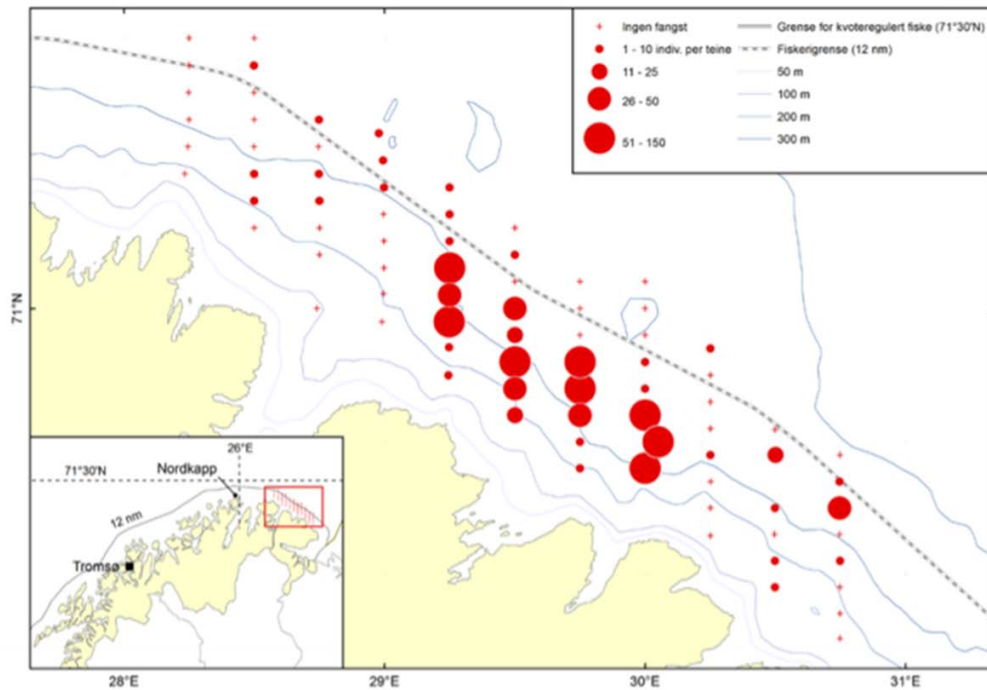 Ingen fangst
1 - 10 indiv. per teine
11 - 25
26 - 50
51 - 150
Grense for kvoteregulert fiske (71°30'N)
Fiskerigrense (12 nm)
50 m
100 m
200 m
300 m
71°N
26°E
71°30'N
Nordkapp
12 nm
Tromsø
28°E
29°E
30°E
31°E